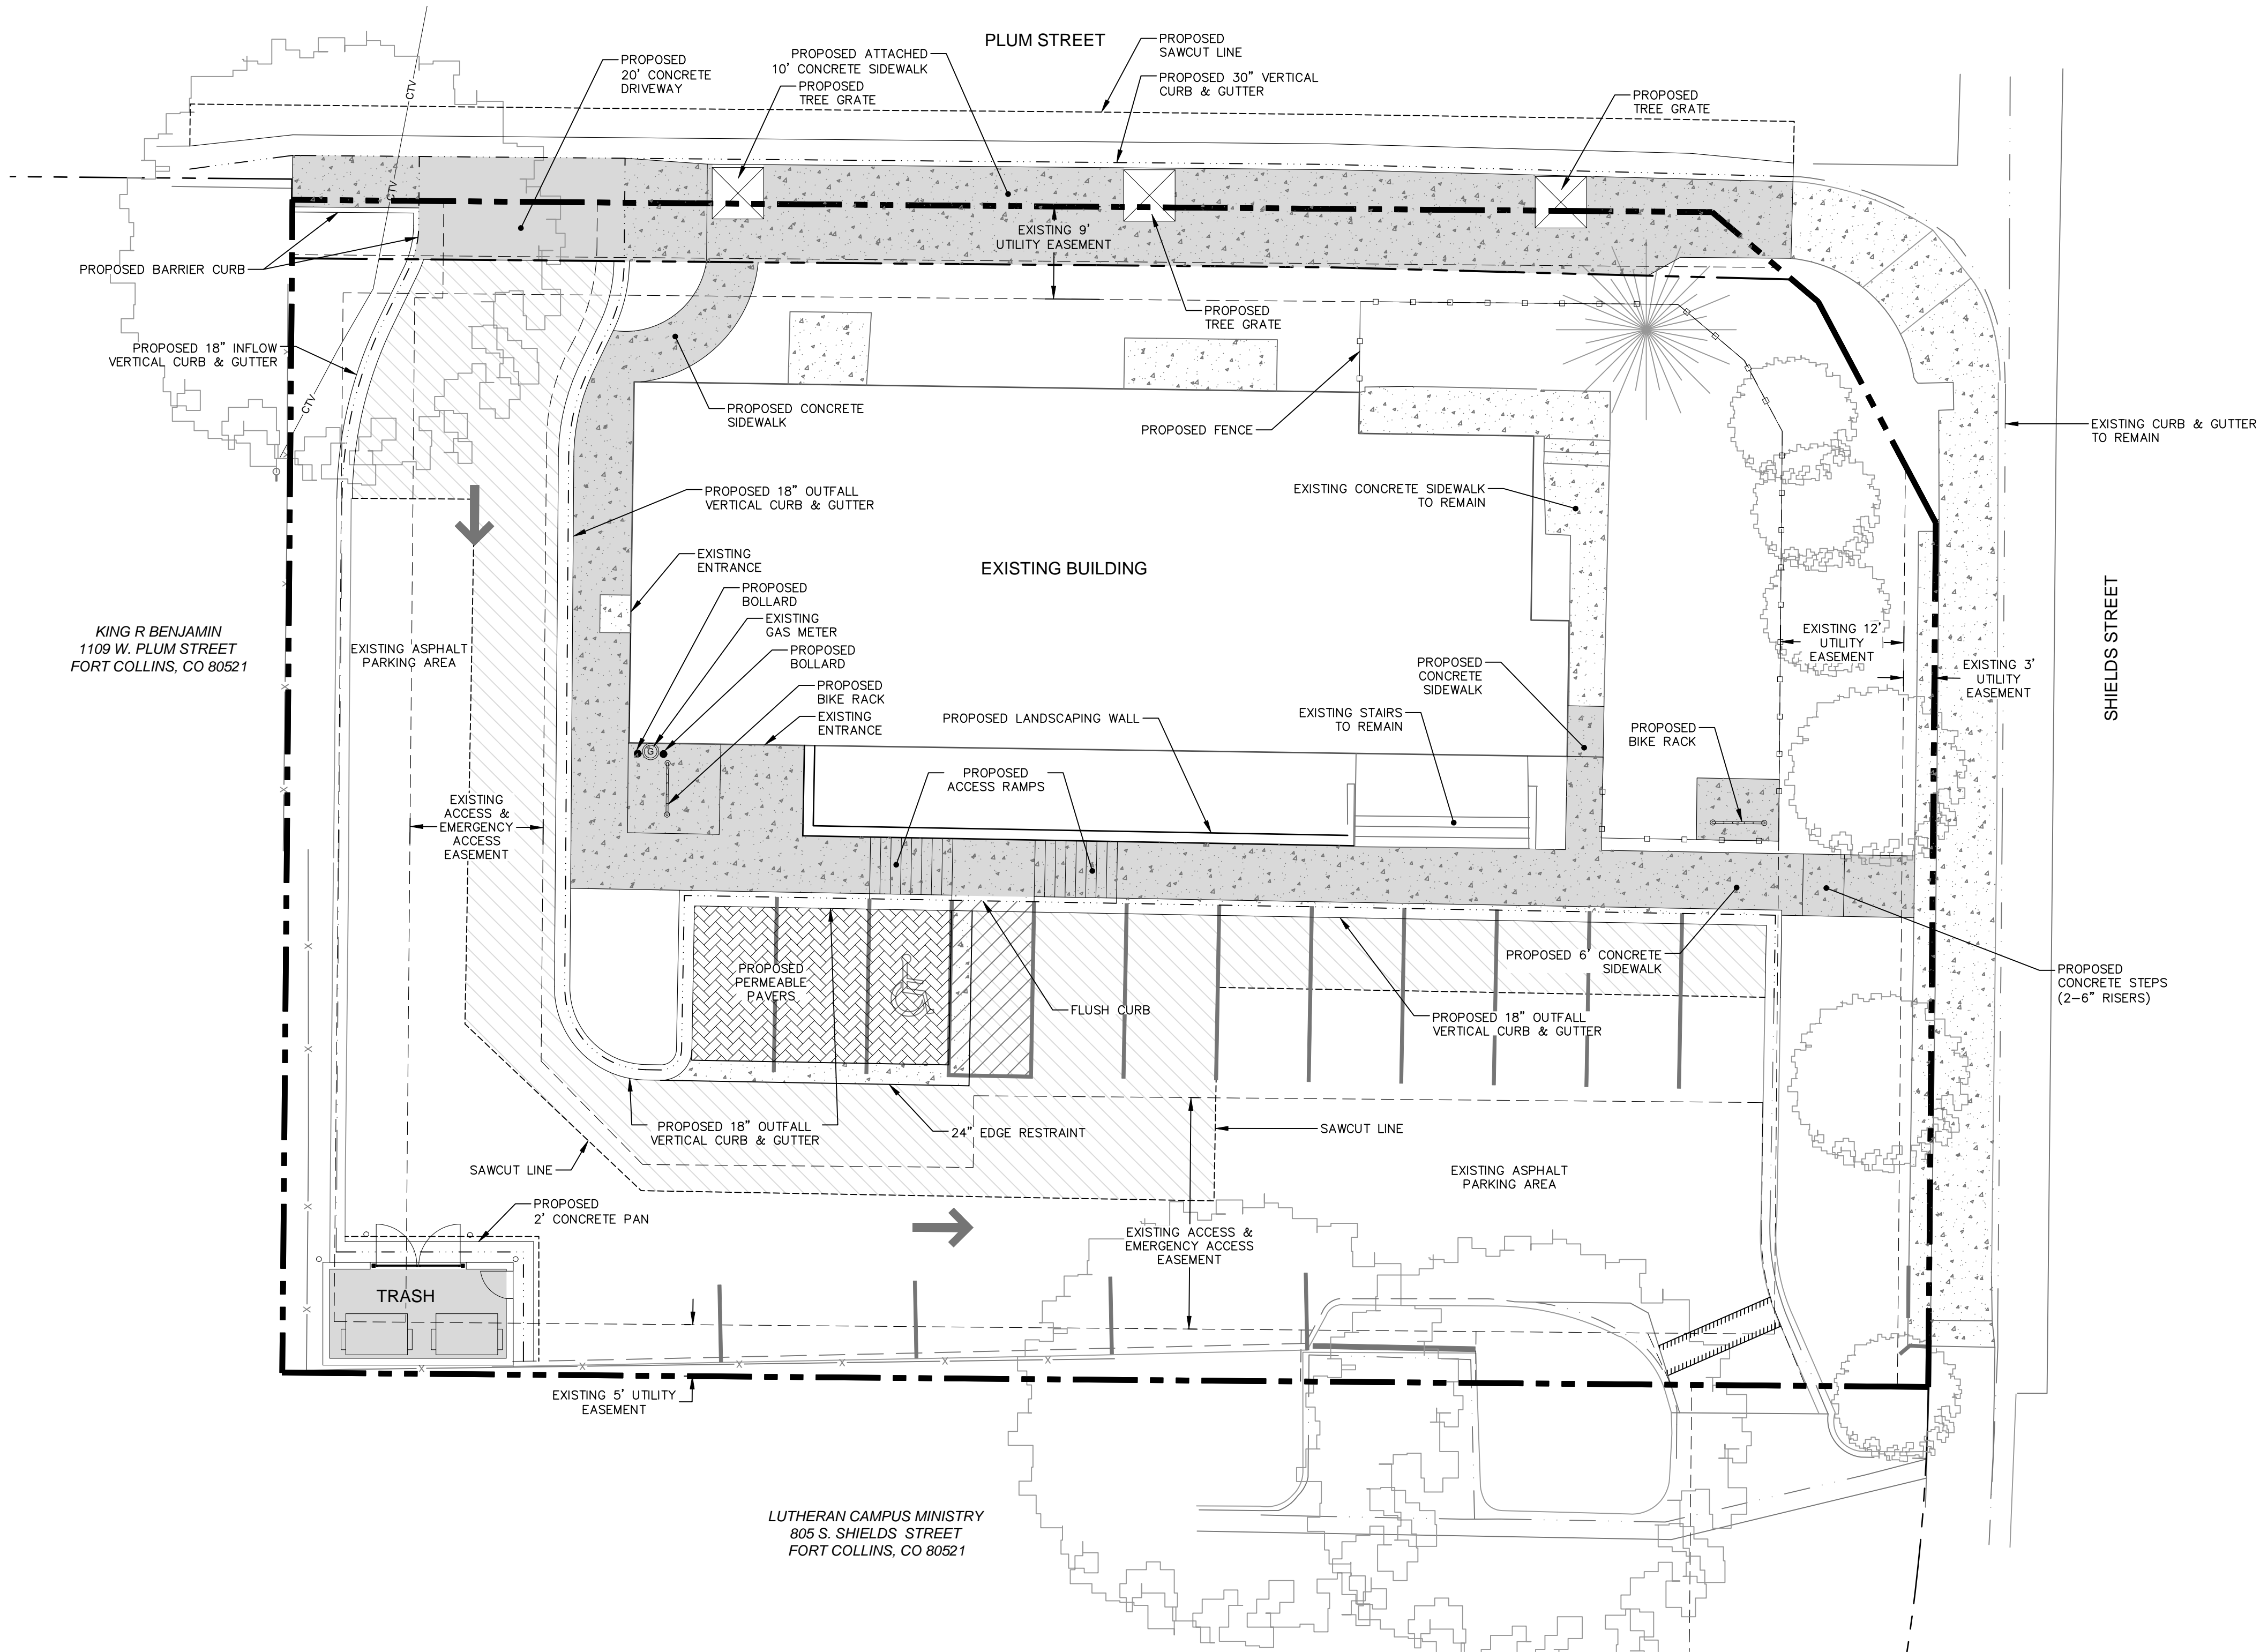 PLUM STREET
PROPOSED
SAWCUT LINE
PROPOSED ATTACHED
10' CONCRETE SIDEWALK
PROPOSED
20' CONCRETE
DRIVEWAY
PROPOSED 30" VERTICAL
CURB & GUTTER
PROPOSED
TREE GRATE
PROPOSED
TREE GRATE
CTV
CTV
EXISTING 9'
UTILITY EASEMENT
PROPOSED BARRIER CURB
PROPOSED
TREE GRATE
PROPOSED 18" INFLOW
VERTICAL CURB & GUTTER
CTV
PROPOSED CONCRETE
SIDEWALK
PROPOSED FENCE
EXISTING CURB & GUTTER
TO REMAIN
PROPOSED 18" OUTFALL
VERTICAL CURB & GUTTER
EXISTING CONCRETE SIDEWALK
TO REMAIN
EXISTING
ENTRANCE
EXISTING BUILDING
PROPOSED
BOLLARD
EXISTING
GAS METER
PROPOSED
BOLLARD
KING R BENJAMIN
1109 W. PLUM STREET
FORT COLLINS, CO 80521
EXISTING ASPHALT
PARKING AREA
EXISTING 12'
UTILITY
EASEMENT
SHIELDS STREET
EXISTING 3'
UTILITY
EASEMENT
PROPOSED
CONCRETE
SIDEWALK
PROPOSED
BIKE RACK
EXISTING
ENTRANCE
PROPOSED LANDSCAPING WALL
EXISTING STAIRS
TO REMAIN
PROPOSED
BIKE RACK
G
PROPOSED
ACCESS RAMPS
EXISTING
ACCESS &
EMERGENCY
ACCESS
EASEMENT
PROPOSED
PERMEABLE
PAVERS
PROPOSED 6' CONCRETE
SIDEWALK
PROPOSED
CONCRETE STEPS
(2-6" RISERS)
FLUSH CURB
PROPOSED 18" OUTFALL
VERTICAL CURB & GUTTER
PROPOSED 18" OUTFALL
VERTICAL CURB & GUTTER
24" EDGE RESTRAINT
SAWCUT LINE
SAWCUT LINE
EXISTING ASPHALT
PARKING AREA
PROPOSED
2' CONCRETE PAN
EXISTING ACCESS &
EMERGENCY ACCESS
EASEMENT
TRASH
EXISTING 5' UTILITY
EASEMENT
LUTHERAN CAMPUS MINISTRY
805 S. SHIELDS STREET
FORT COLLINS, CO 80521